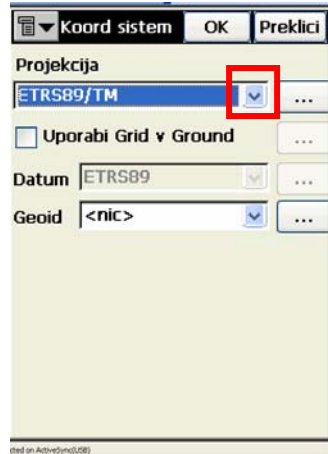 Koord sistem OK Preklici
Projekcija
ETRS89/TM ...
Uporabi Grid v Ground ...
Datum ETRS89 ...
Geoid <nic> ...
cted on ActiveSync(USB)